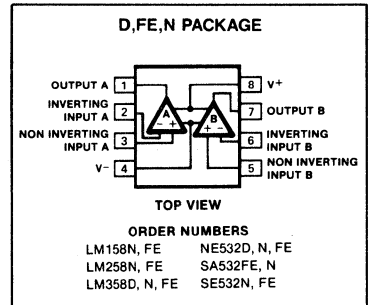 D,FE,N PACKAGE
OUTPUT A 1
8 V+
INVERTING INPUT A 2
7 OUTPUT B
NON INVERTING INPUT A 3
6 INVERTING INPUT B
V− 4
5 NON INVERTING INPUT B
A
B
− +
+ −
TOP VIEW
ORDER NUMBERS
LM158N, FE NE532D, N, FE
LM258N, FE SA532FE, N
LM358D, N, FE SE532N, FE